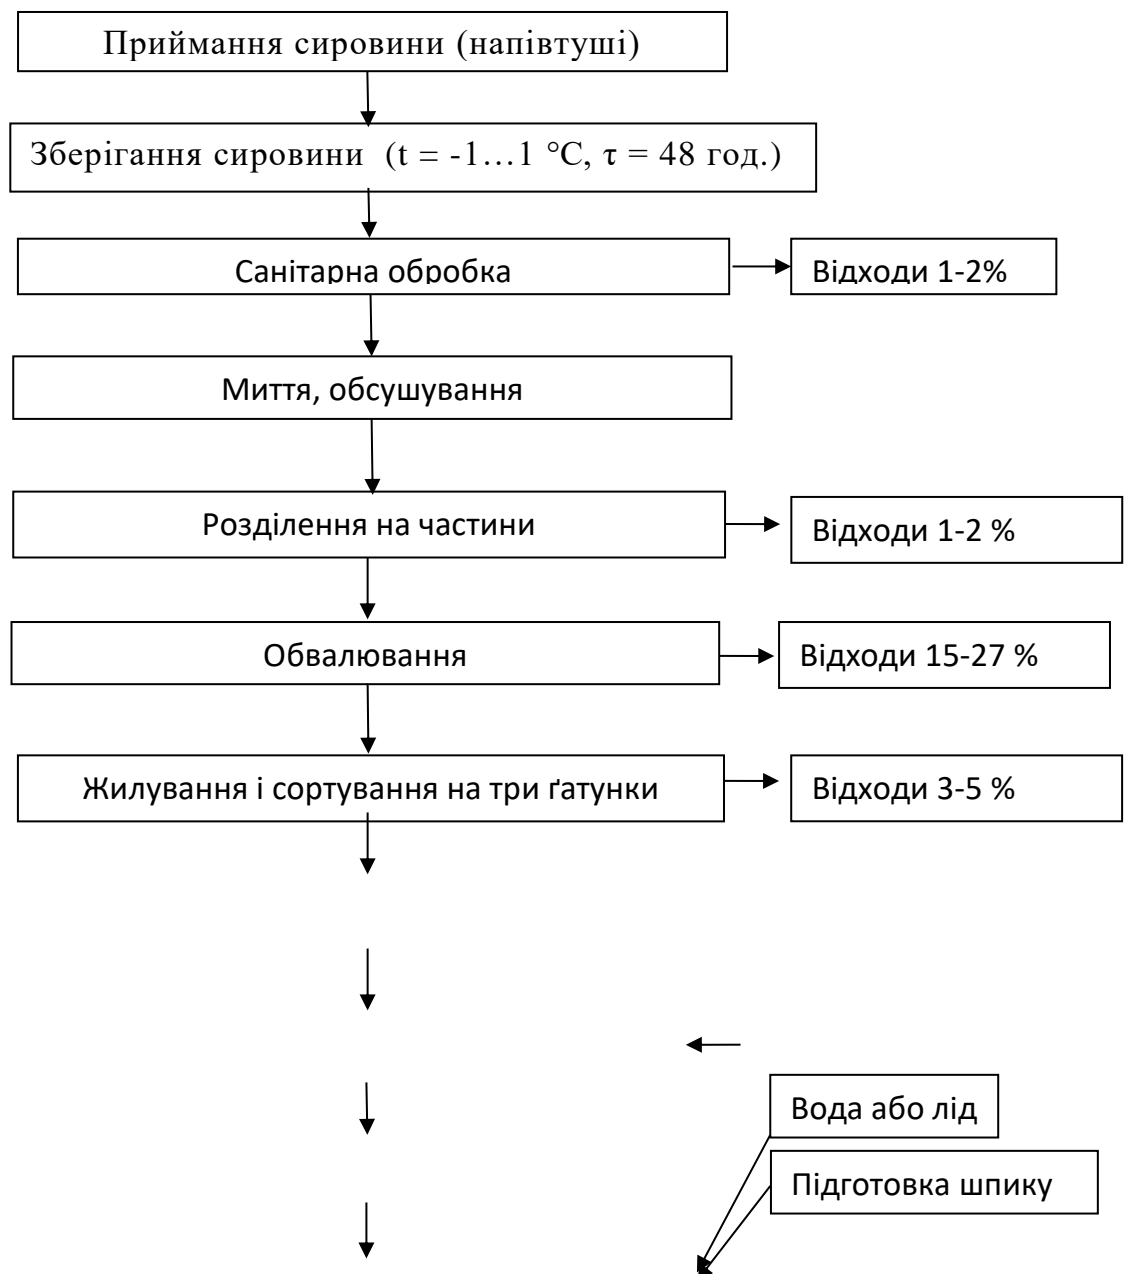 Приймання сировини (напівтуші)
Зберігання сировини (t = -1…1 °C, τ = 48 год.)
Санітарна обробка
Відходи 1-2%
Миття, обсушування
Розділення на частини
Відходи 1-2 %
Обвалювання
Відходи 15-27 %
Жилування і сортування на три ґатунки
Відходи 3-5 %
Вода або лід
Підготовка шпику